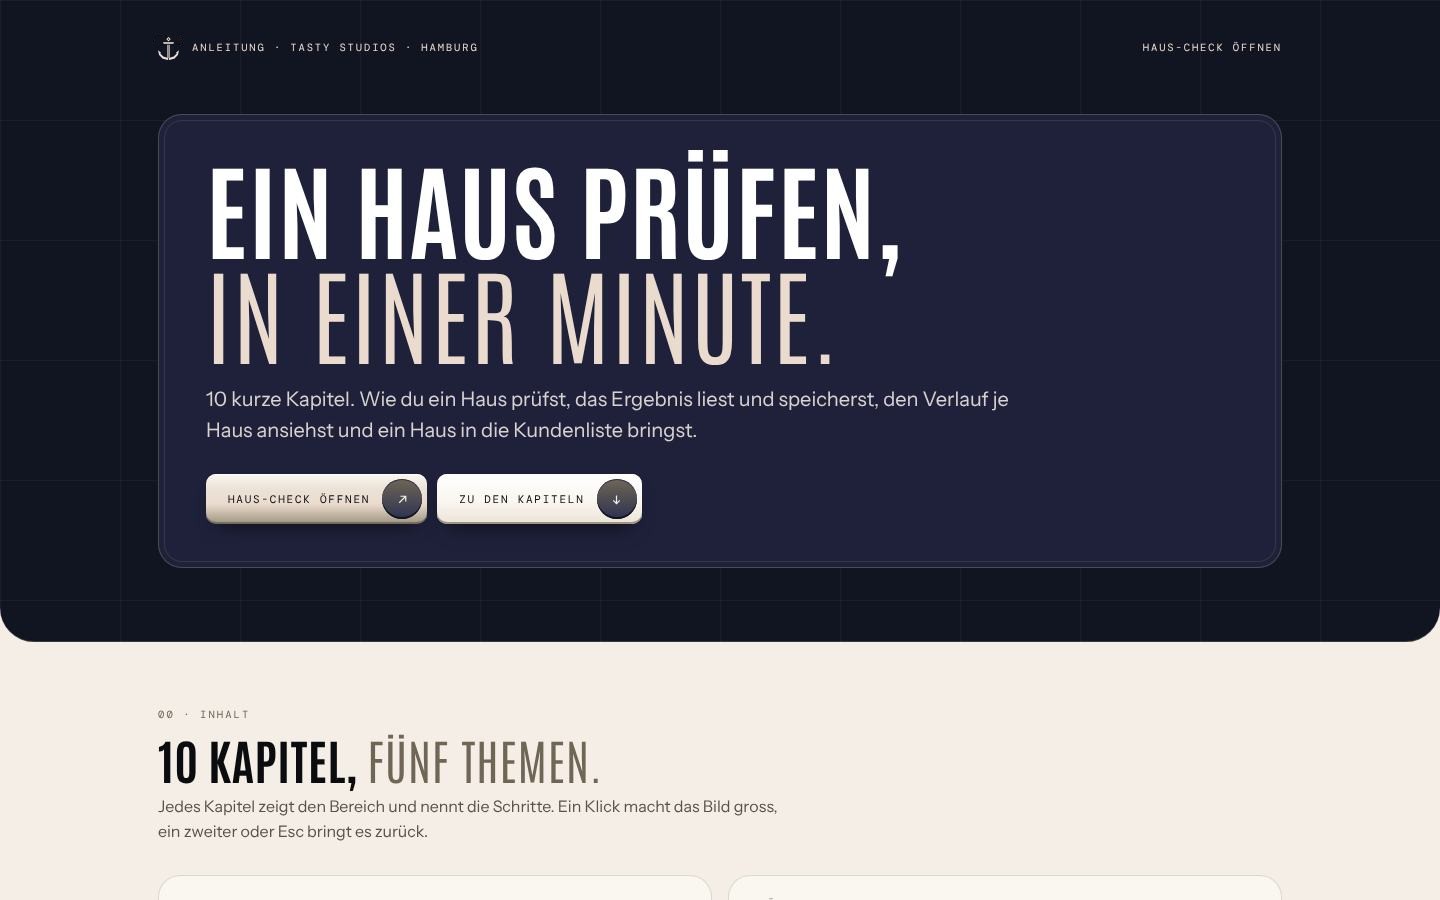 ANLEITUNG · TASTY STUDIOS · HAMBURG
HAUS-CHECK ÖFFNEN
EIN HAUS PRÜFEN,
IN EINER MINUTE.
10 kurze Kapitel. Wie du ein Haus prüfst, das Ergebnis liest und speicherst, den Verlauf je
Haus ansiehst und ein Haus in die Kundenliste bringst.
HAUS-CHECK ÖFFNEN ↗
ZU DEN KAPITELN ↓
00 · INHALT
10 KAPITEL, FÜNF THEMEN.
Jedes Kapitel zeigt den Bereich und nennt die Schritte. Ein Klick macht das Bild gross,
ein zweiter oder Esc bringt es zurück.